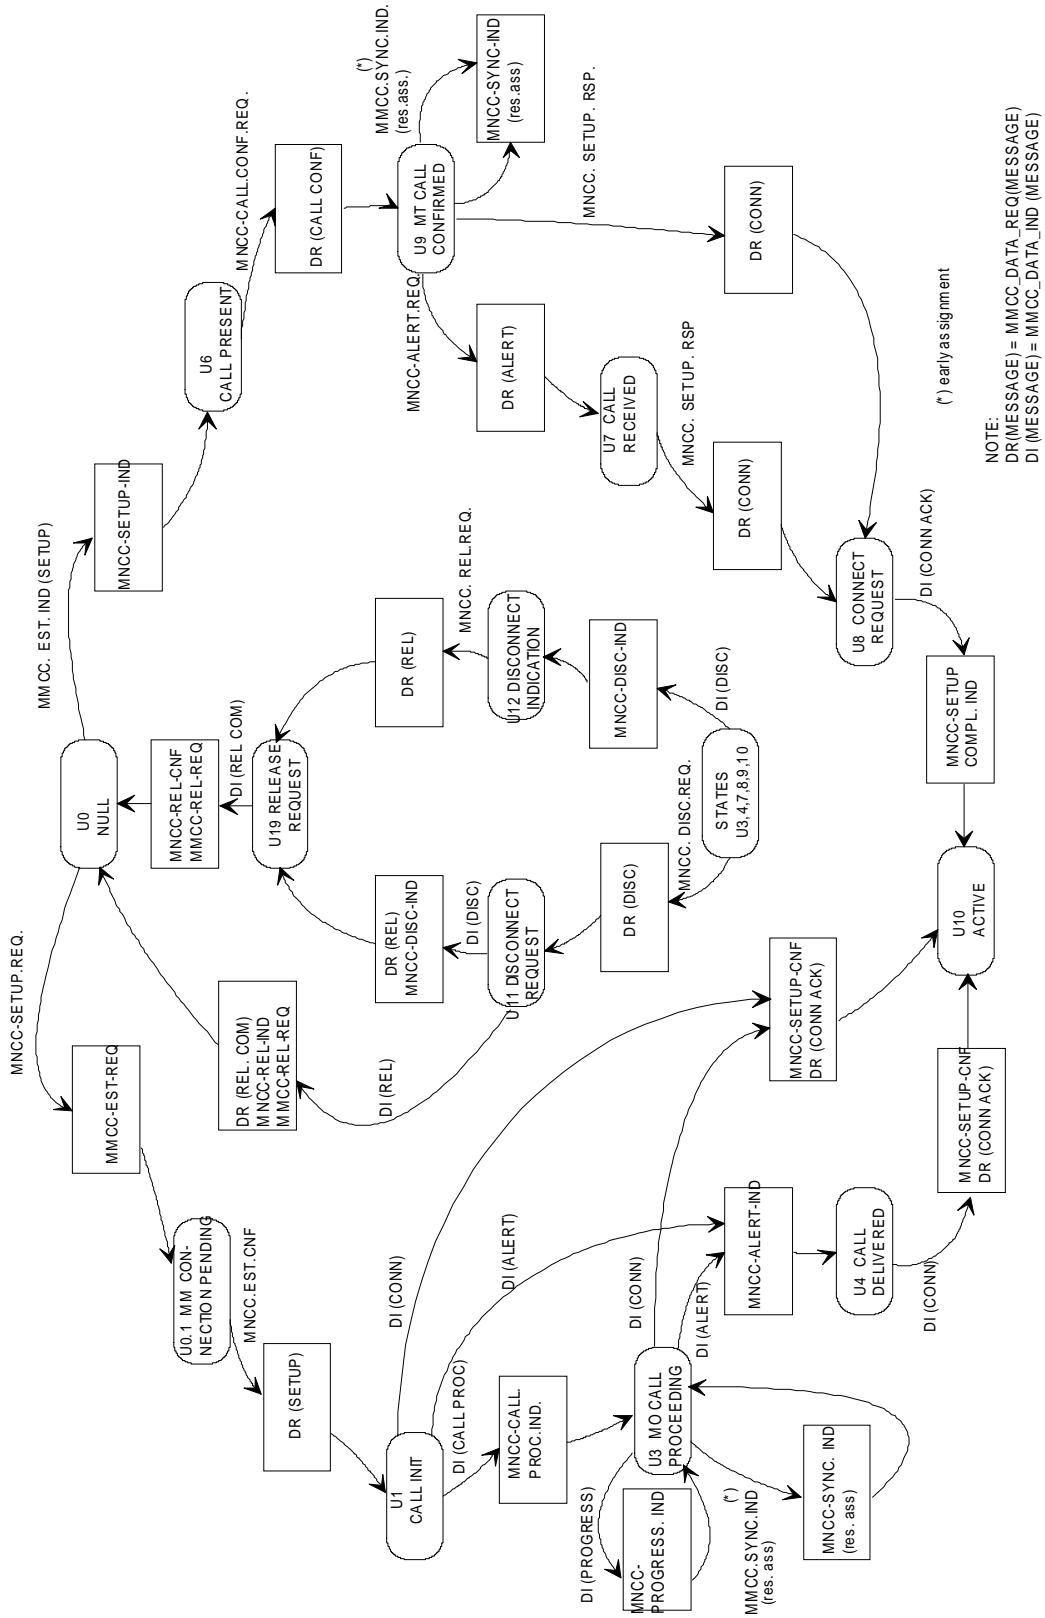 MNCC-SETUP.REQ.
MMCC-EST-REQ
U0.1 MM CON-
NECTION PENDING
MNCC.EST.CNF
DR (SETUP)
U1
CALL INIT
DI (CALL PROC)
MNCC-CALL.
PROC.IND.
DI (CONN)
DI (ALERT)
U3 MO CALL
PROCEEDING
DI (PROGRESS)
MNCC-
PROGRESS. IND
(*)
MMCC.SYNC.IND
(res. ass)
MNCC-SYNC. IND
(res. ass)
DI (CONN)
DI (ALERT)
MNCC-ALERT-IND
U4 CALL
DELIVERED
DI (CONN)
MNCC-SETUP-CNF
DR (CONN ACK)
MNCC-SETUP-CNF
DR (CONN ACK)
U10
ACTIVE
U0
NULL
DR (REL. COM)
MNCC-REL-IND
MMCC-REL-REQ
DI (REL)
MNCC-REL-CNF
MMCC-REL-REQ
DI (REL COM)
U19 RELEASE
REQUEST
DR (REL)
MNCC-DISC-IND
DI (DISC)
U11 DISCONNECT
REQUEST
DR (DISC)
MNCC. DISC.REQ.
STATES
U3,4,7,8,9,10
DI (DISC)
MNCC-DISC-IND
U12 DISCONNECT
INDICATION
MNCC. REL.REQ.
DR (REL)
MMCC. EST. IND (SETUP)
MNCC-SETUP-IND
U6
CALL PRESENT
MNCC-CALL.CONF.REQ.
DR (CALL CONF)
U9 MT CALL
CONFIRMED
(*)
MMCC.SYNC.IND.
(res.ass.)
MNCC-SYNC-IND
(res.ass)
MNCC-ALERT.REQ.
DR (ALERT)
U7 CALL
RECEIVED
MNCC. SETUP. RSP
DR (CONN)
MNCC. SETUP. RSP.
DR (CONN)
U8 CONNECT
REQUEST
DI (CONN ACK)
MNCC-SETUP
COMPL. IND
(*) early assignment
NOTE:
DR(MESSAGE) = MMCC_DATA_REQ(MESSAGE)
DI (MESSAGE) = MMCC_DATA_IND (MESSAGE)